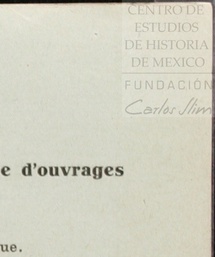 CENTRO DE
ESTUDIOS
DE HISTORIA
DE MEXICO
FUNDACIÓN
Carlos Slim
e d'ouvrages
ue.